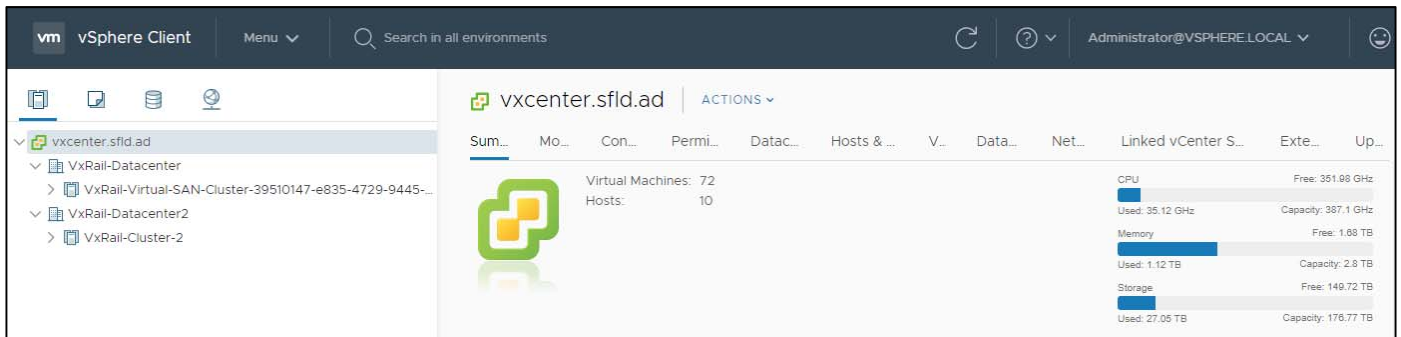 vm vSphere Client Menu Search in all environments Administrator@VSPHERE.LOCAL
vxcenter.sfld.ad
VxRail-Datacenter
VxRail-Virtual-SAN-Cluster-39510147-e835-4729-9445-...
VxRail-Datacenter2
VxRail-Cluster-2
vxcenter.sfld.ad ACTIONS
Sum... Mo... Con... Permi... Datac... Hosts & ... V... Data... Net... Linked vCenter S... Exte... Up...
Virtual Machines: 72
Hosts: 10
CPU Free: 351.98 GHz
Used: 35.12 GHz Capacity: 387.1 GHz
Memory Free: 1.68 TB
Used: 1.12 TB Capacity: 2.8 TB
Storage Free: 149.72 TB
Used: 27.05 TB Capacity: 176.77 TB